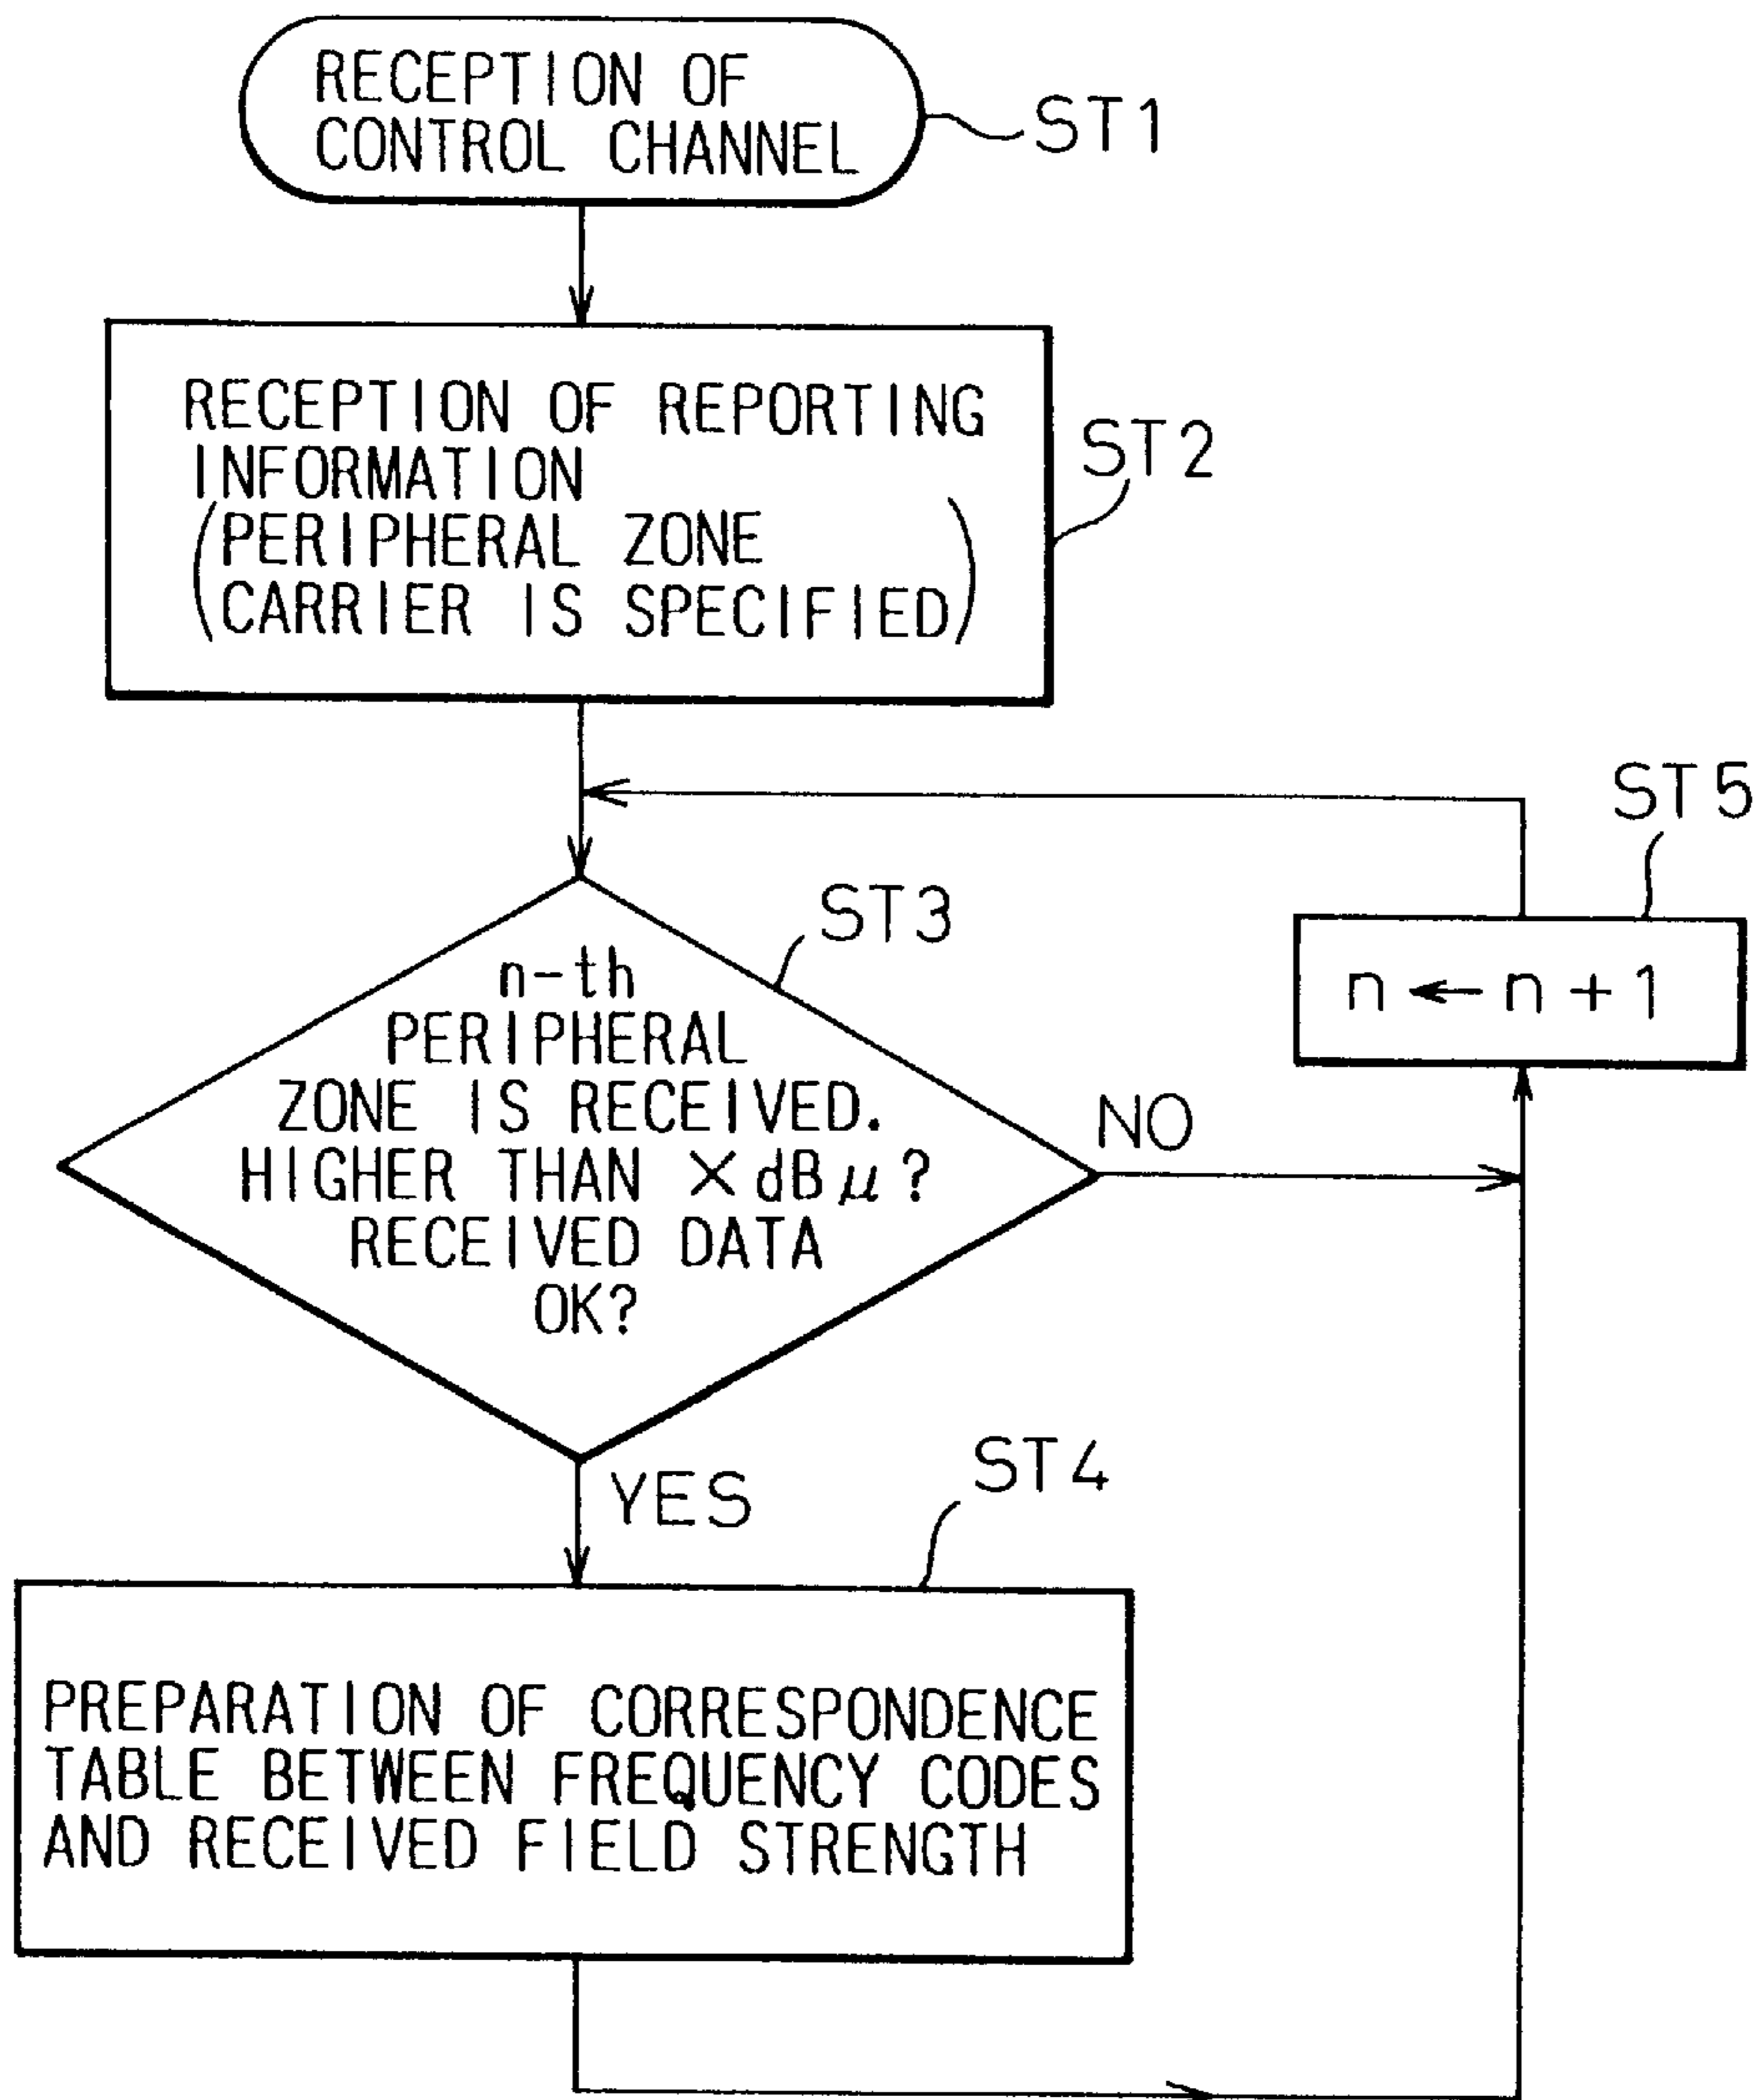 RECEPTION OF
CONTROL CHANNEL
ST1
RECEPTION OF REPORTING
INFORMATION
(PERIPHERAL ZONE
CARRIER IS SPECIFIED)
ST2
ST5
n ← n + 1
ST3
n-th
PERIPHERAL
ZONE IS RECEIVED.
HIGHER THAN × dBμ?
RECEIVED DATA
OK?
NO
YES
ST4
PREPARATION OF CORRESPONDENCE
TABLE BETWEEN FREQUENCY CODES
AND RECEIVED FIELD STRENGTH